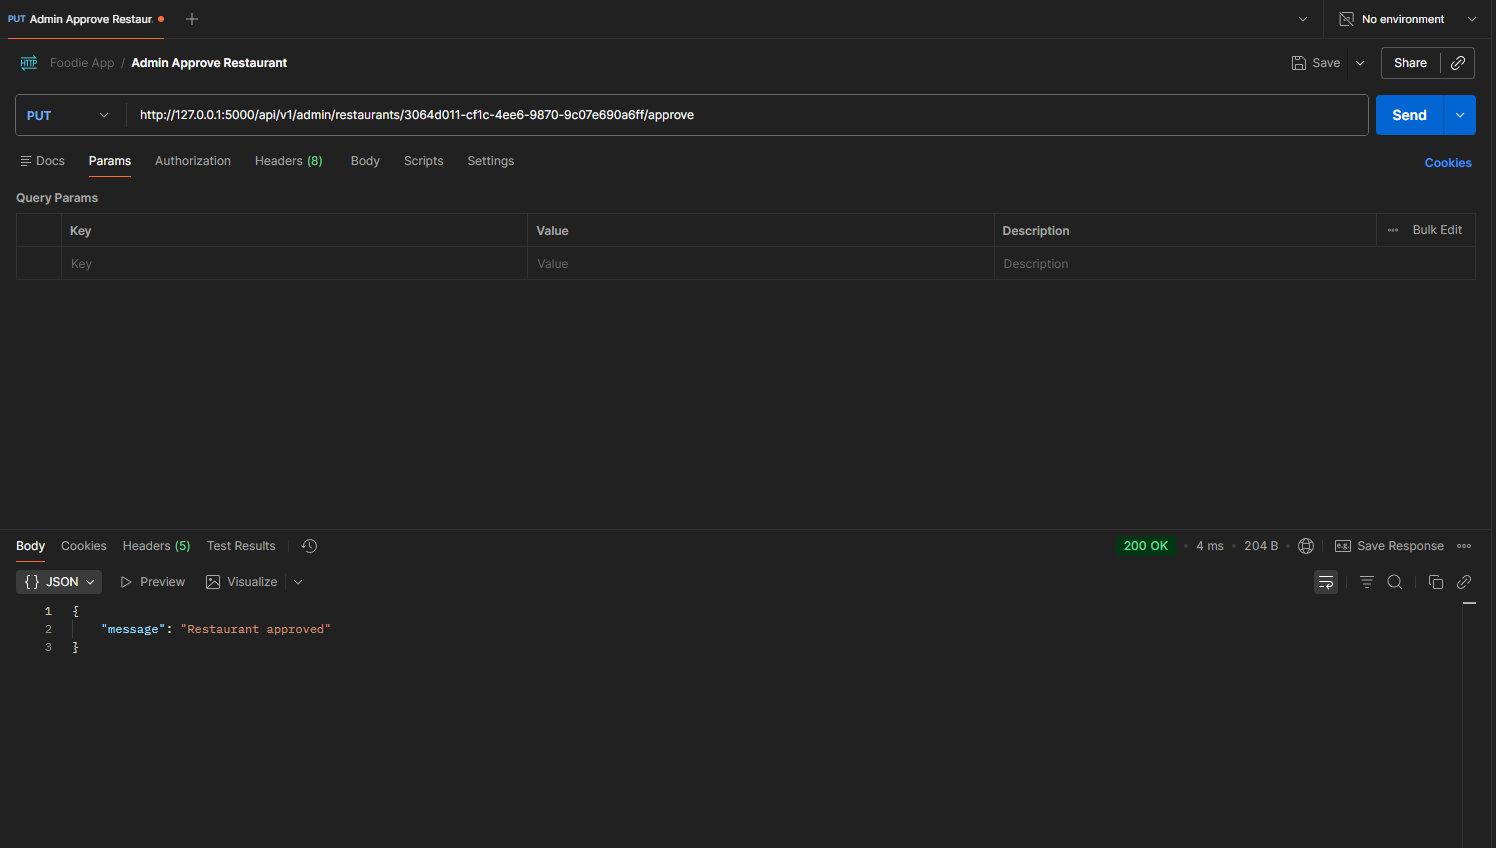 PUT Admin Approve Restaur
No environment
HTTP Foodie App / Admin Approve Restaurant
Save
Share
PUT
http://127.0.0.1:5000/api/v1/admin/restaurants/3064d011-cf1c-4ee6-9870-9c07e690a6ff/approve
Send
Docs Params Authorization Headers (8) Body Scripts Settings
Cookies
Query Params
Key Value Description Bulk Edit
Key Value Description
Body Cookies Headers (5) Test Results
200 OK • 4 ms • 204 B • e.g. Save Response
{} JSON Preview Visualize
1 {
2 "message": "Restaurant approved"
3 }